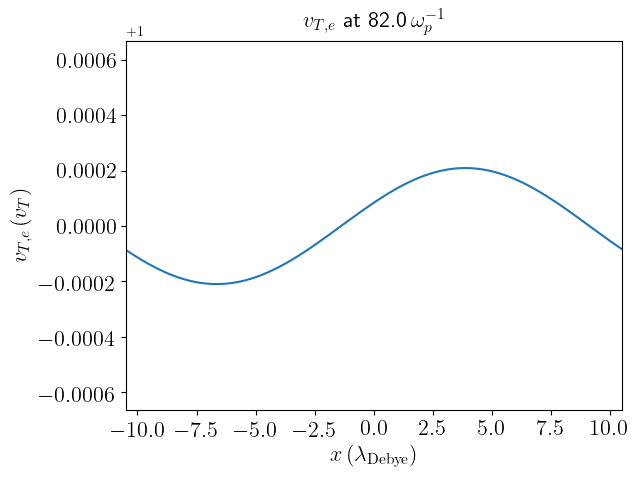 v_{T,e} at 82.0 ω_p^{-1}
+1
0.0006
0.0004
0.0002
0.0000
−0.0002
−0.0004
−0.0006
v_{T,e} (v_T)
−10.0 −7.5 −5.0 −2.5 0.0 2.5 5.0 7.5 10.0
x (λ_Debye)